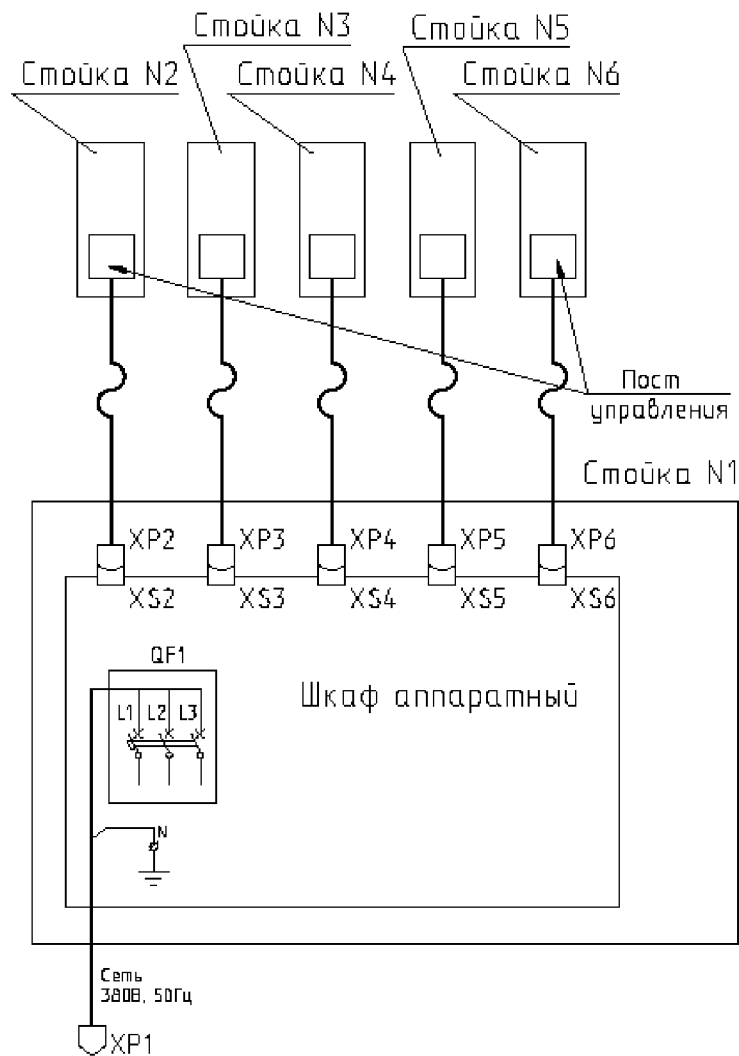 Стойка N3
Стойка N5
Стойка N2
Стойка N4
Стойка N6
Пост
управления
Стойка N1
XP2
XP3
XP4
XP5
XP6
XS2
XS3
XS4
XS5
XS6
QF1
Шкаф аппаратный
L1
L2
L3
N
Сеть
380В, 50Гц
XP1